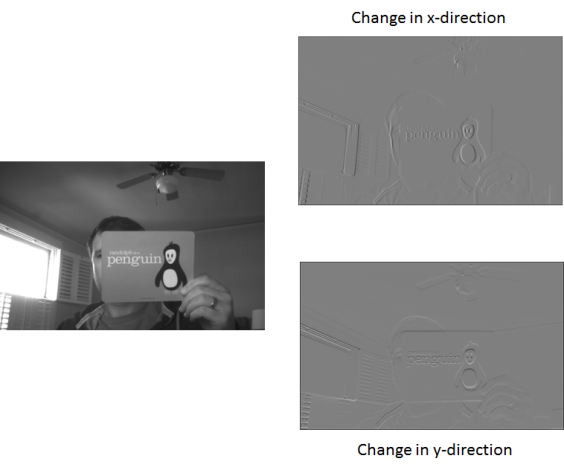 Change in x-direction
penguin
penguin
penguin
Change in y-direction